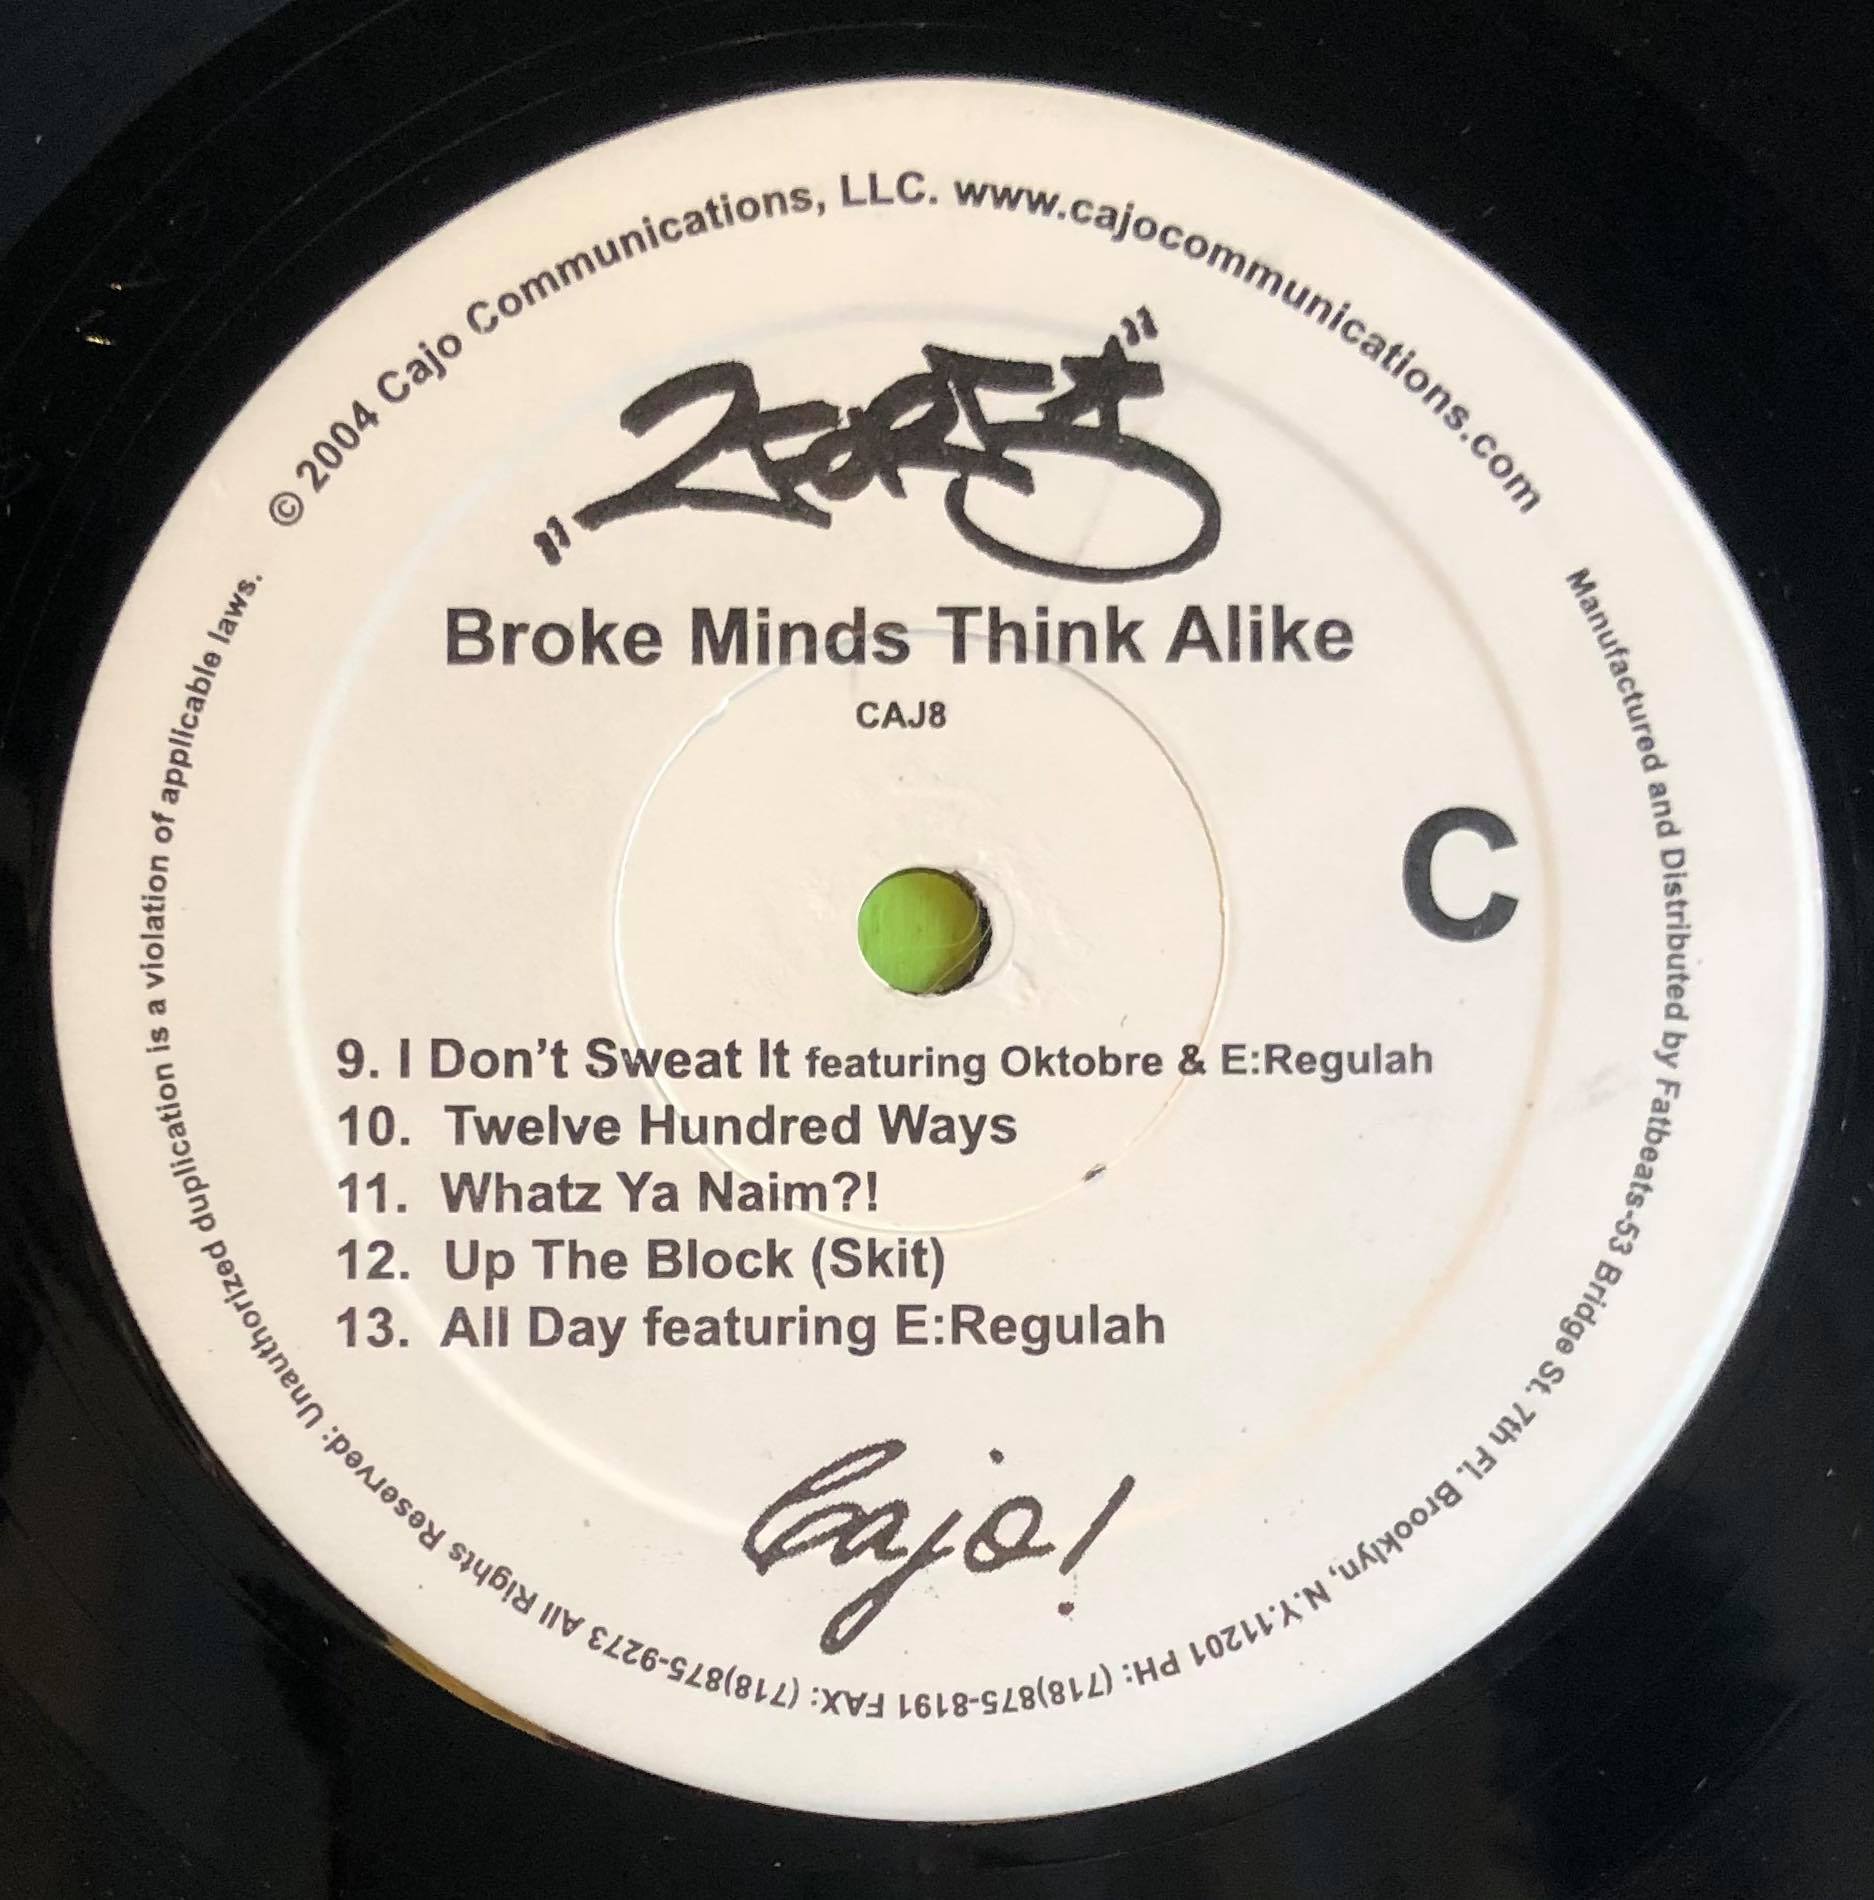 © 2004 Cajo Communications, LLC. www.cajocommunications.com
"2FOR5"
Broke Minds Think Alike
CAJ8
C
9. I Don't Sweat It featuring Oktobre & E:Regulah
10. Twelve Hundred Ways
11. Whatz Ya Naim?!
12. Up The Block (Skit)
13. All Day featuring E:Regulah
Cajo!
Manufactured and Distributed by Fatbeats-53 Bridge St. 7th Fl. Brooklyn, N.Y.11201 PH: (718)875-8191 FAX: (718)875-9273 All Rights Reserved: Unauthorized duplication is a violation of applicable laws.